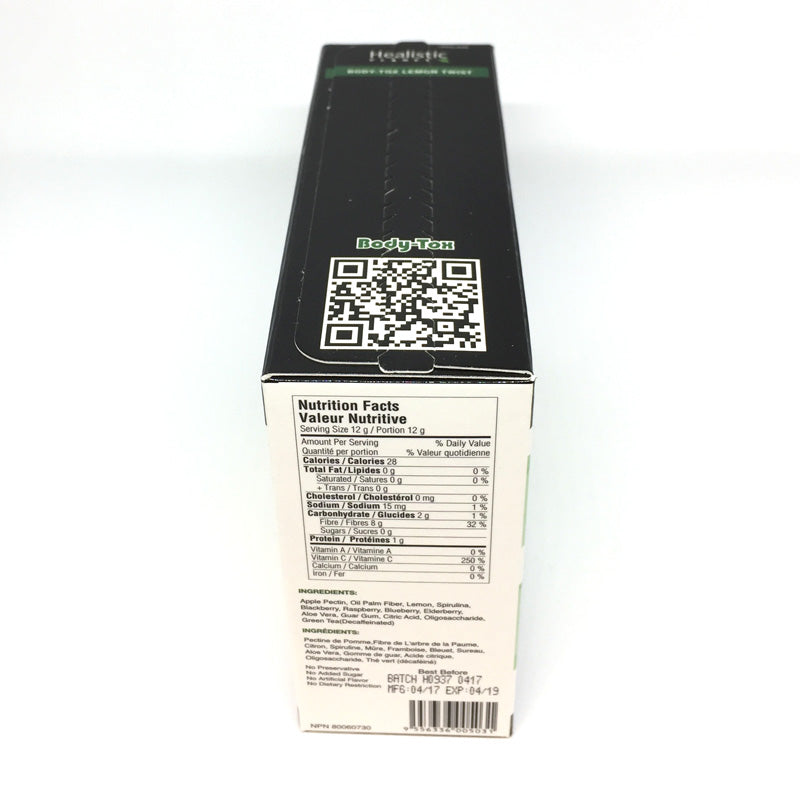 Healistic
ENERGY
BODY-TOX LEMON TWIST
Body-Tox
Nutrition Facts
Valeur Nutritive
Serving Size 12 g / Portion 12 g
Amount Per Serving % Daily Value
Quantité per portion % Valeur quotidienne
Calories / Calories 28
Total Fat/Lipides 0 g 0 %
Saturated / Satures 0 g 0 %
+ Trans / Trans 0 g
Cholesterol / Cholestérol 0 mg 0 %
Sodium / Sodium 15 mg 1 %
Carbonhydrate / Glucides 2 g 1 %
Fibre / Fibres 8 g 32 %
Sugars / Sucres 0 g
Protein / Protéines 1 g
Vitamin A / Vitamine A 0 %
Vitamin C / Vitamine C 250 %
Calcium / Calcium 0 %
Iron / Fer 0 %
INGREDIENTS:
Apple Pectin, Oil Palm Fiber, Lemon, Spirulina,
Blackberry, Raspberry, Blueberry, Elderberry,
Aloe Vera, Guar Gum, Citric Acid, Oligosaccharide,
Green Tea(Decaffeinated)
INGRÉDIENTS:
Pectine de Pomme,Fibre de L'arbre de la Paume,
Citron, Spiruline, Mûre, Framboise, Bleuet, Sureau,
Aloe Vera, Gomme de guar, Acide citrique,
Oligosaccharide, Thé vert (décaféiné)
No Preservative
No Added Sugar
No Artificial Flavor
No Dietary Restriction
Best Before
BATCH H0937 0417
MFG:04/17 EXP:04/19
NPN 80060730
9 556336 005031